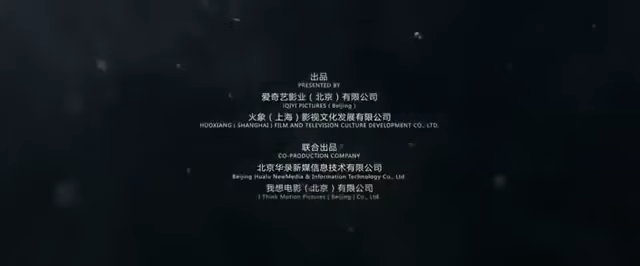 出品
PRESENTED BY
爱奇艺影业（北京）有限公司
iQIYI PICTURES ( Beijing )
火象（上海）影视文化发展有限公司
HUOXIANG ( SHANGHAI ) FILM AND TELEVISION CULTURE DEVELOPMENT CO., LTD.
联合出品
CO-PRODUCTION COMPANY
北京华录新媒信息技术有限公司
Beijing Hualu NewMedia & Information Technology Co., Ltd
我想电影（北京）有限公司
I Think Motion Pictures ( Beijing ) Co., Ltd